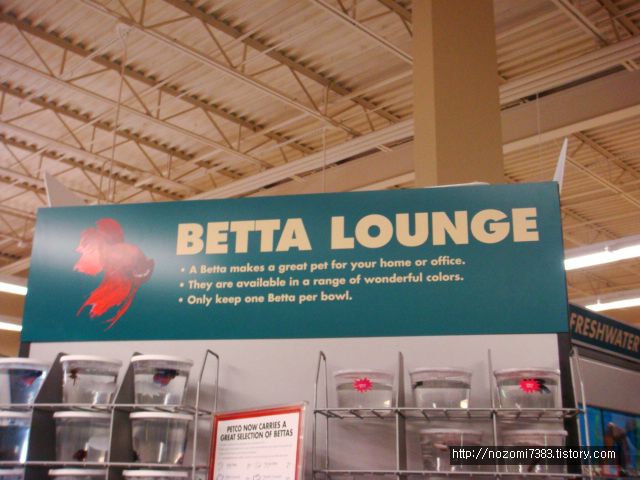 BETTA LOUNGE
• A Betta makes a great pet for your home or office.
• They are available in a range of wonderful colors.
• Only keep one Betta per bowl.
FRESHWATER
PETCO NOW CARRIES A
GREAT SELECTION OF BETTAS
http://nozomi7383.tistory.com